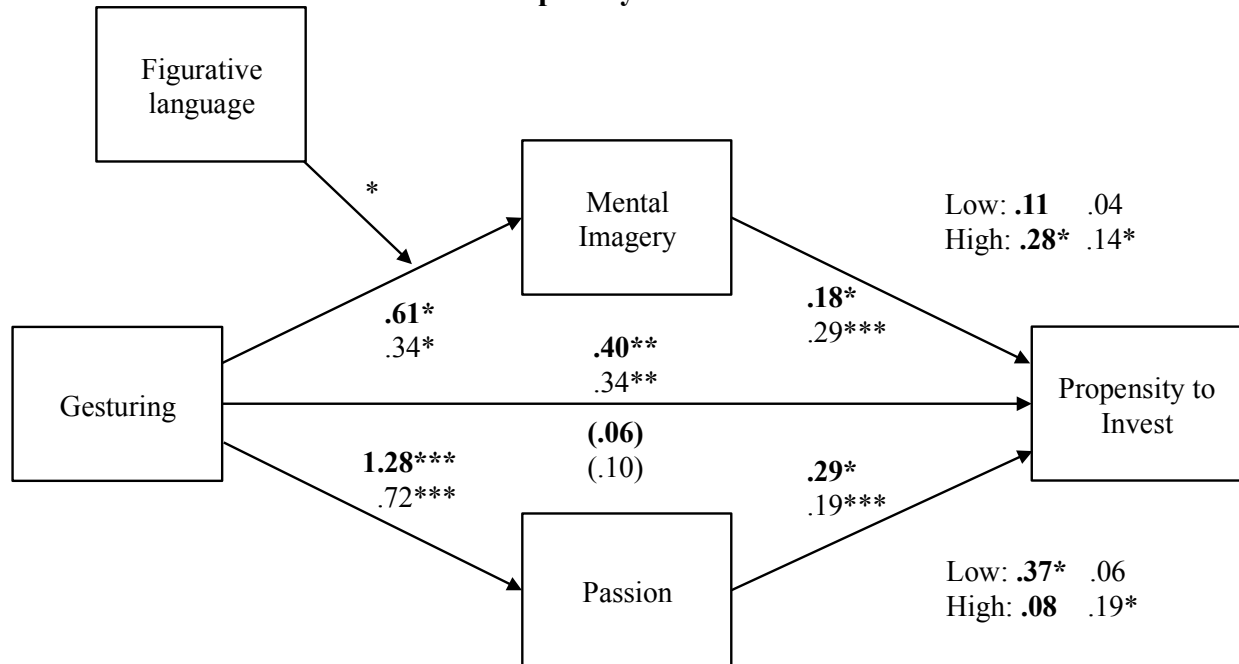 Figurative
language
*
Mental
Imagery
Low: .11 .04
High: .28* .14*
.61*
.34*
.18*
.29***
.40**
.34**
Gesturing
Propensity to
Invest
(.06)
(.10)
1.28***
.72***
.29*
.19***
Passion
Low: .37* .06
High: .08 .19*